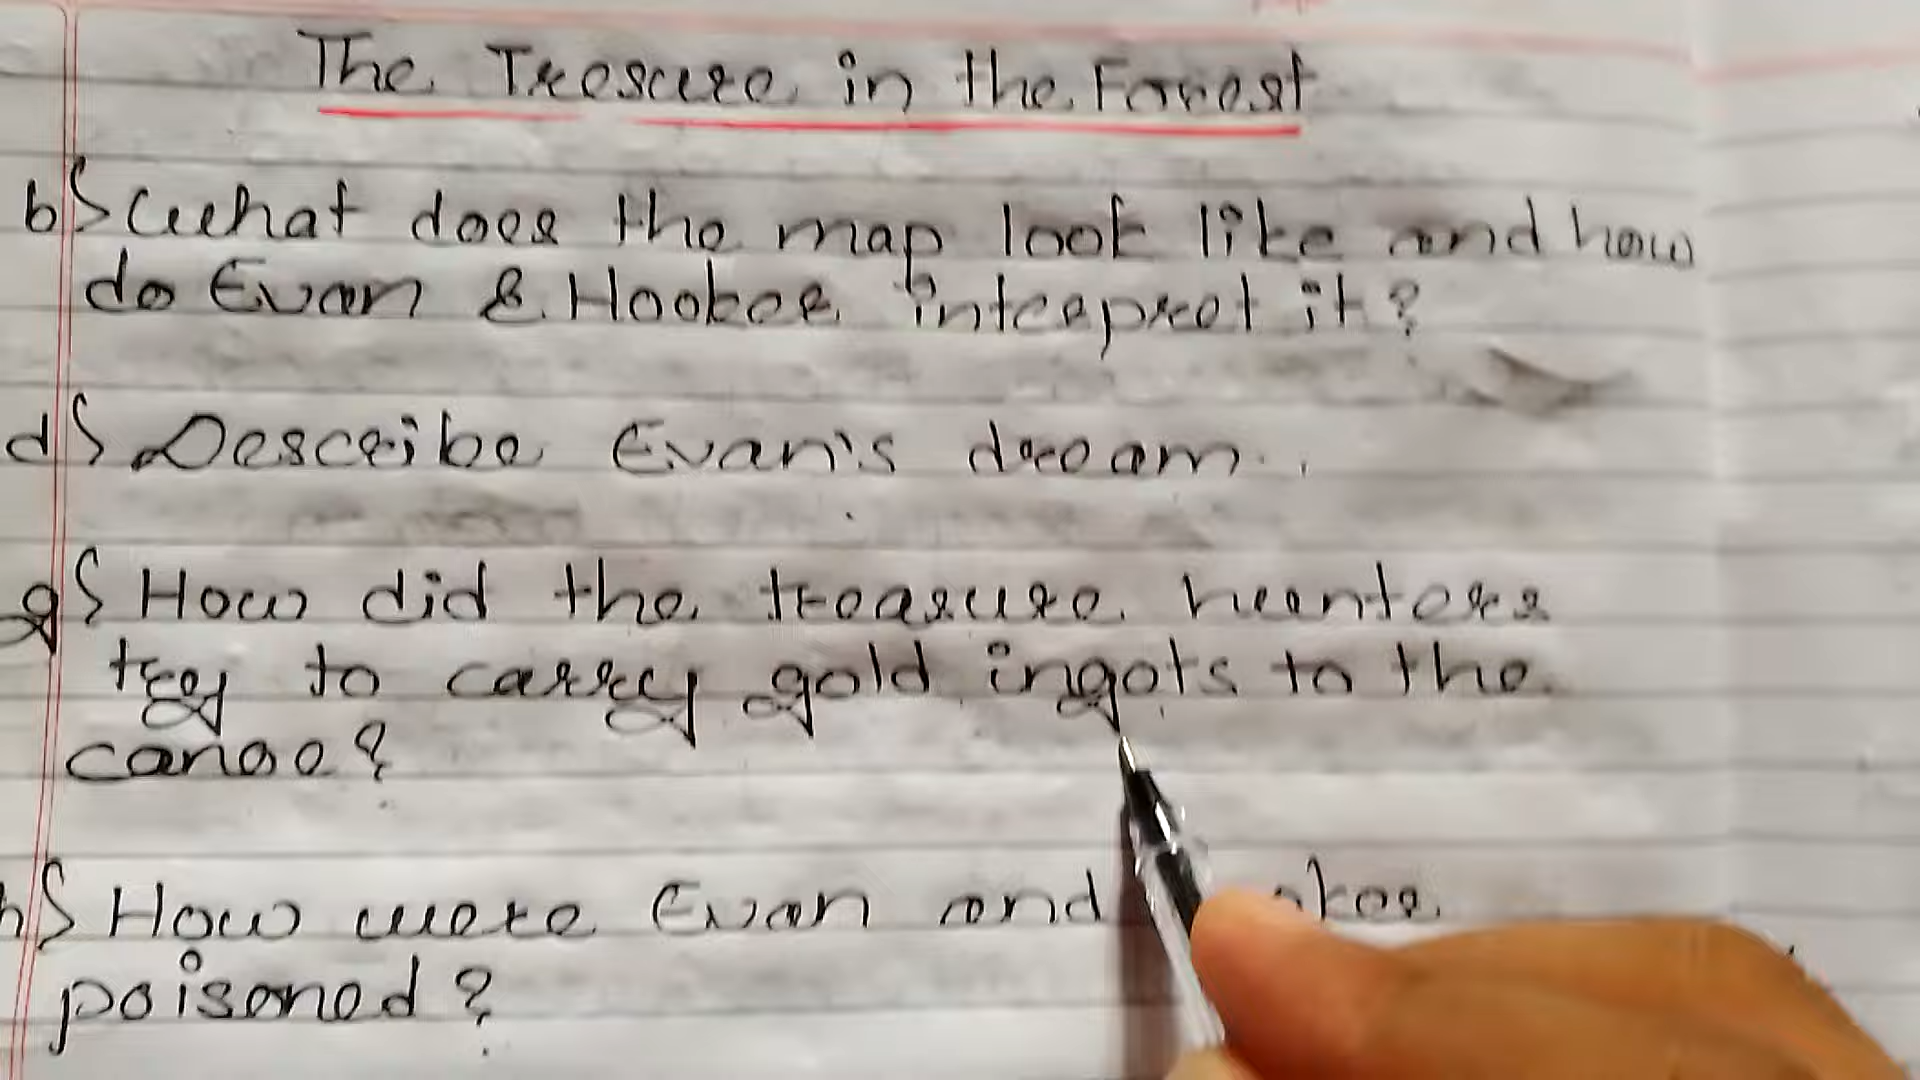 The Tresure in the Forest
b) What does the map look like and how
do Evan & Hooker interpret it?
d) Describe Evan's dream.
g) How did the treasure hunters
try to carry gold ingots to the
canoe?
h) How were Evan and
poisoned?